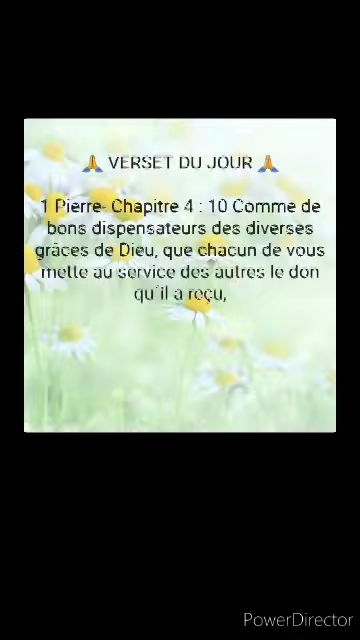 🙏 VERSET DU JOUR 🙏
1 Pierre- Chapitre 4 : 10 Comme de
bons dispensateurs des diverses
grâces de Dieu, que chacun de vous
mette au service des autres le don
qu'il a reçu,
PowerDirector